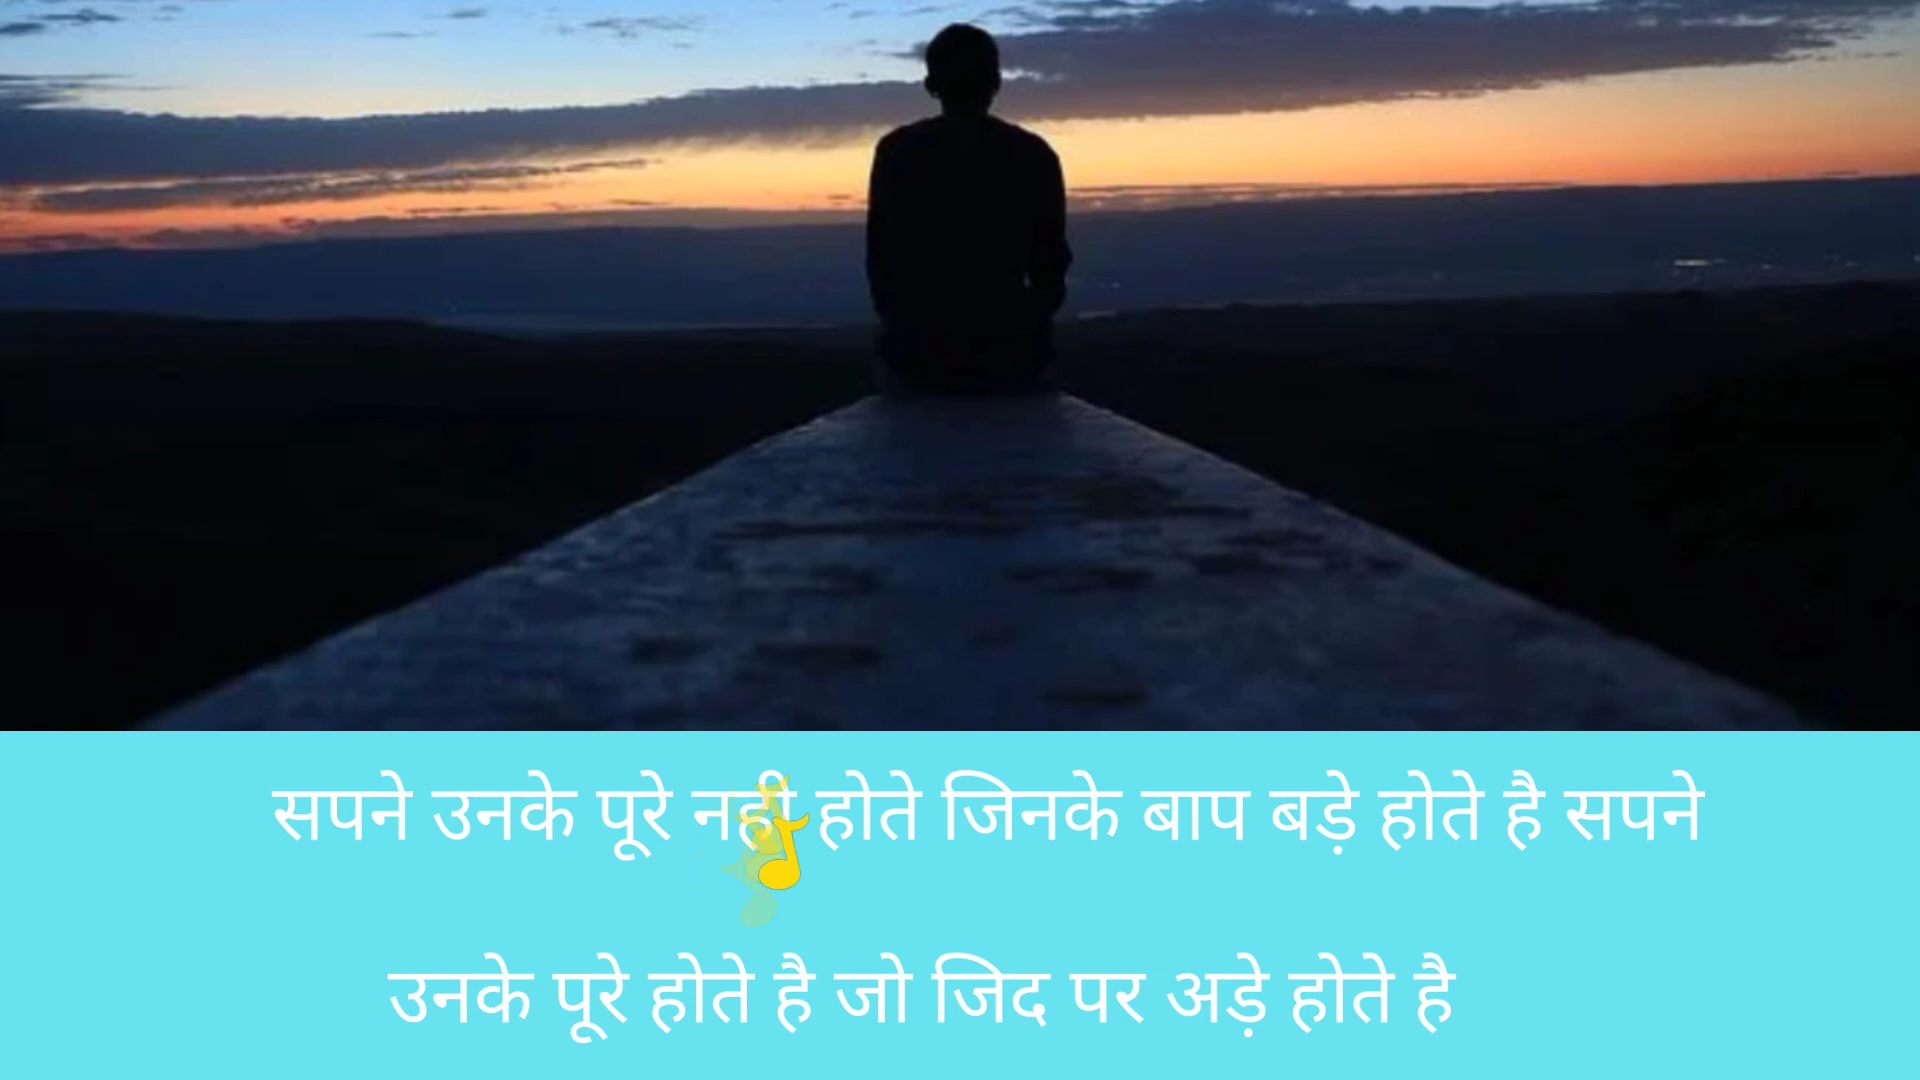 सपने उनके पूरे नही होते जिनके बाप बड़े होते है सपने
उनके पूरे होते है जो जिद पर अड़े होते है